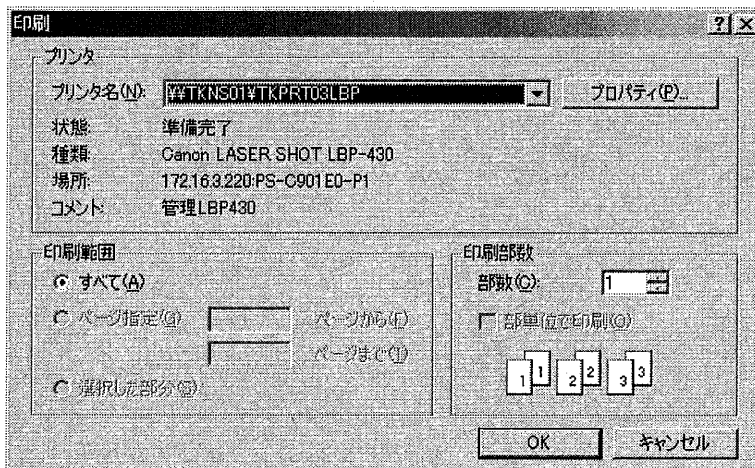 印刷
プリンタ
プリンタ名(N): ¥¥TKNS01¥TKPRT03LBP プロパティ(P)...
状態: 準備完了
種類: Canon LASER SHOT LBP-430
場所: 172.16.3.220:PS-C901E0-P1
コメント: 管理LBP430
印刷範囲
すべて(A)
ページ指定(G) ページから(F)
ページまで(T)
選択した部分(S)
印刷部数
部数(C): 1
部単位で印刷(O)
1 1 2 2 3 3
OK キャンセル